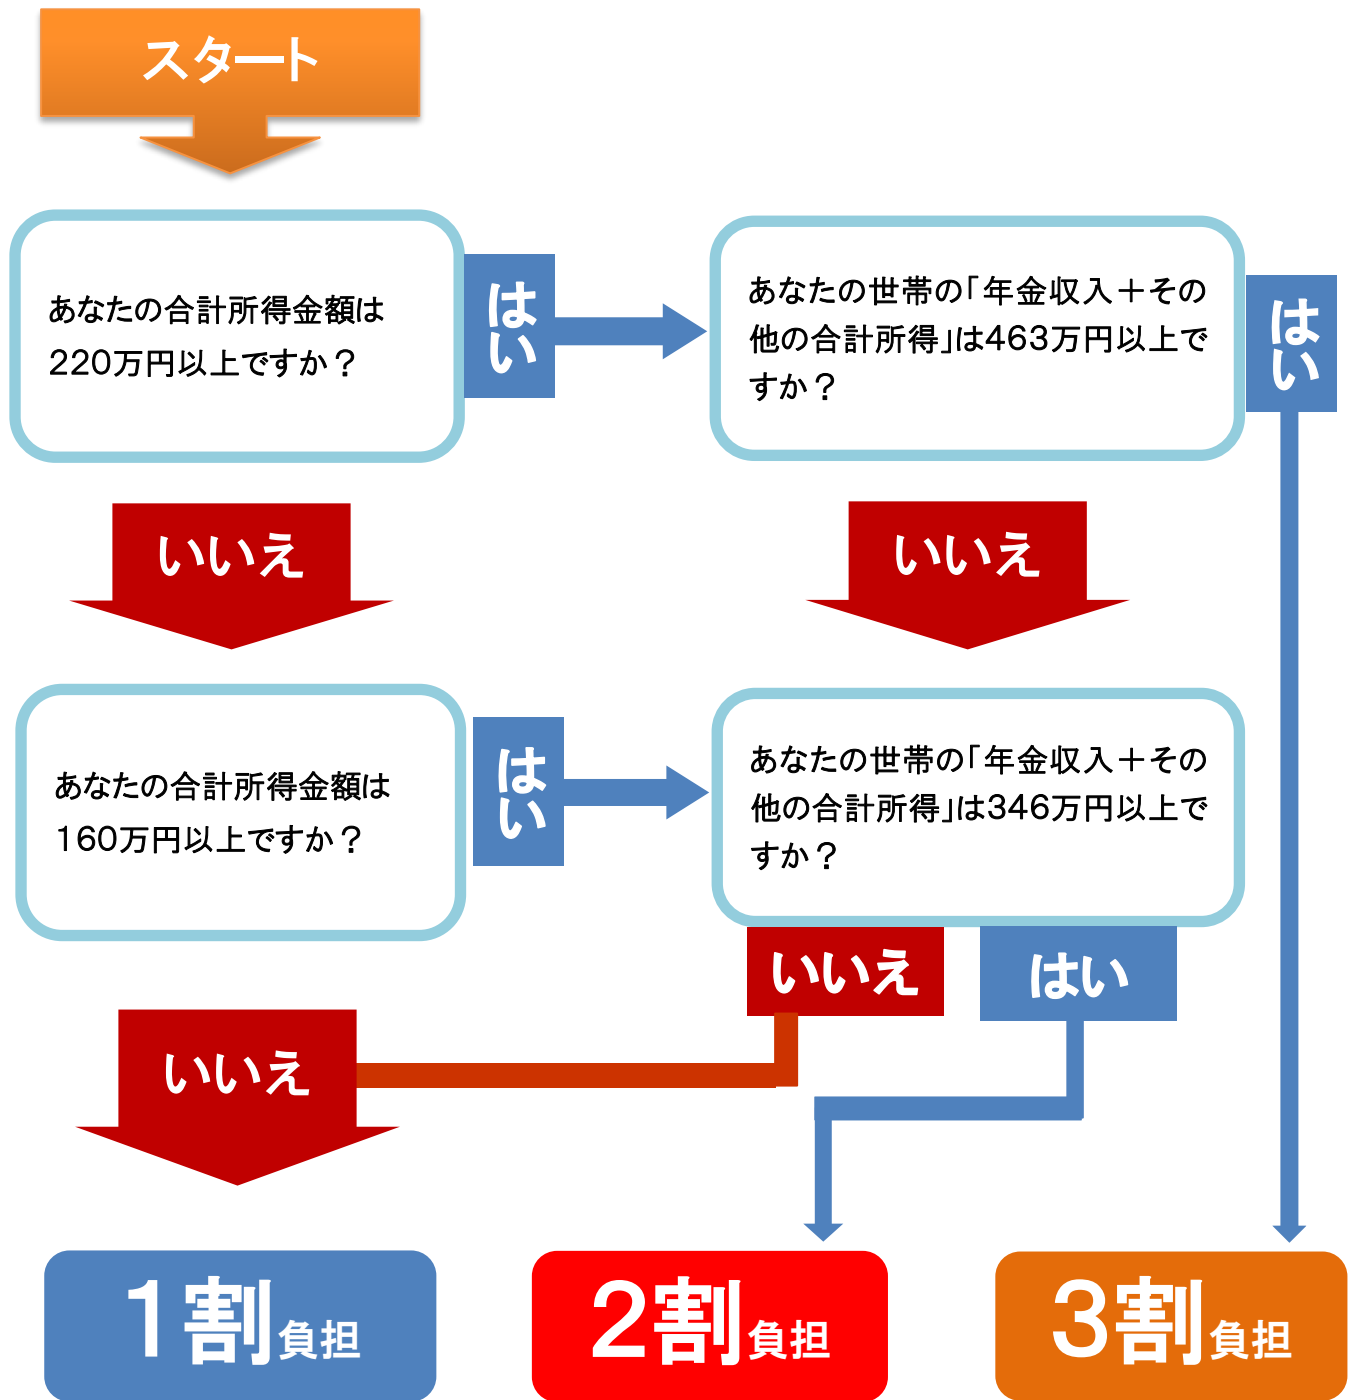 スタート
あなたの合計所得金額は
220万円以上ですか？
はい
あなたの世帯の「年金収入＋その
他の合計所得」は463万円以上で
すか？
はい
いいえ
いいえ
あなたの合計所得金額は
160万円以上ですか？
はい
あなたの世帯の「年金収入＋その
他の合計所得」は346万円以上で
すか？
いいえ
はい
いいえ
1割負担
2割負担
3割負担